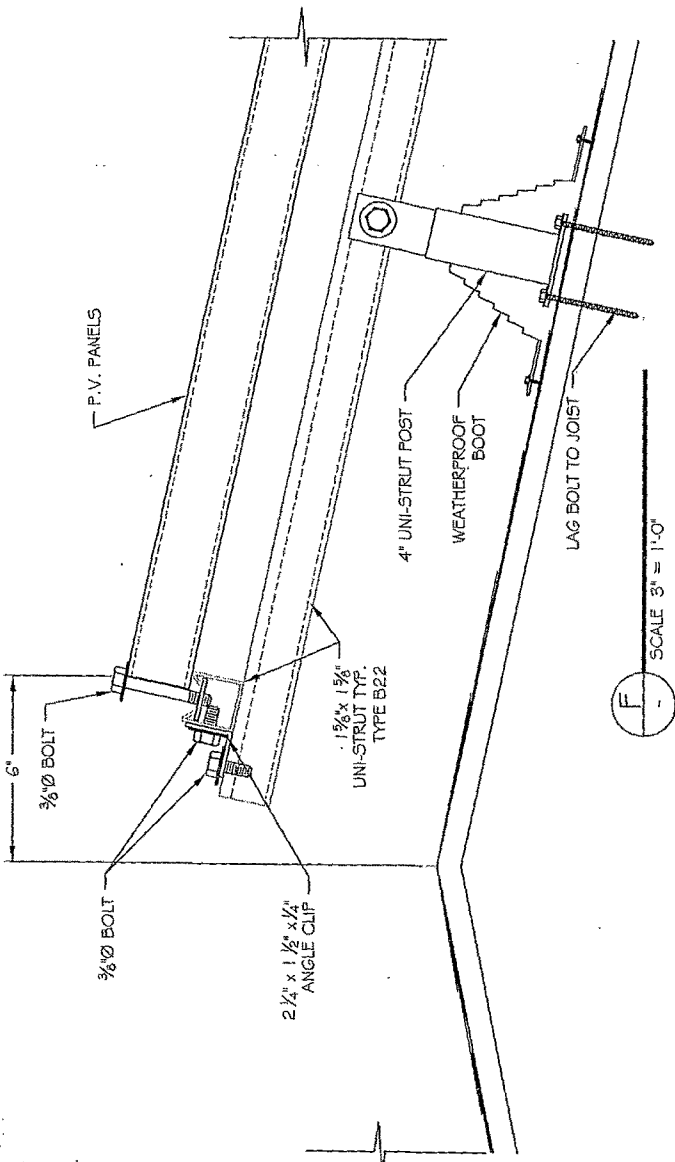 6"
3/8"Ø BOLT
P.V. PANELS
3/8"Ø BOLT
2 1/4" x 1 1/2" x 1/4"
ANGLE CLIP
1 5/8" x 1 5/8"
UNI-STRUT TYP.
TYPE B22
4" UNI-STRUT POST
WEATHERPROOF
BOOT
LAG BOLT TO JOIST
F
-
SCALE 3" = 1'-0"